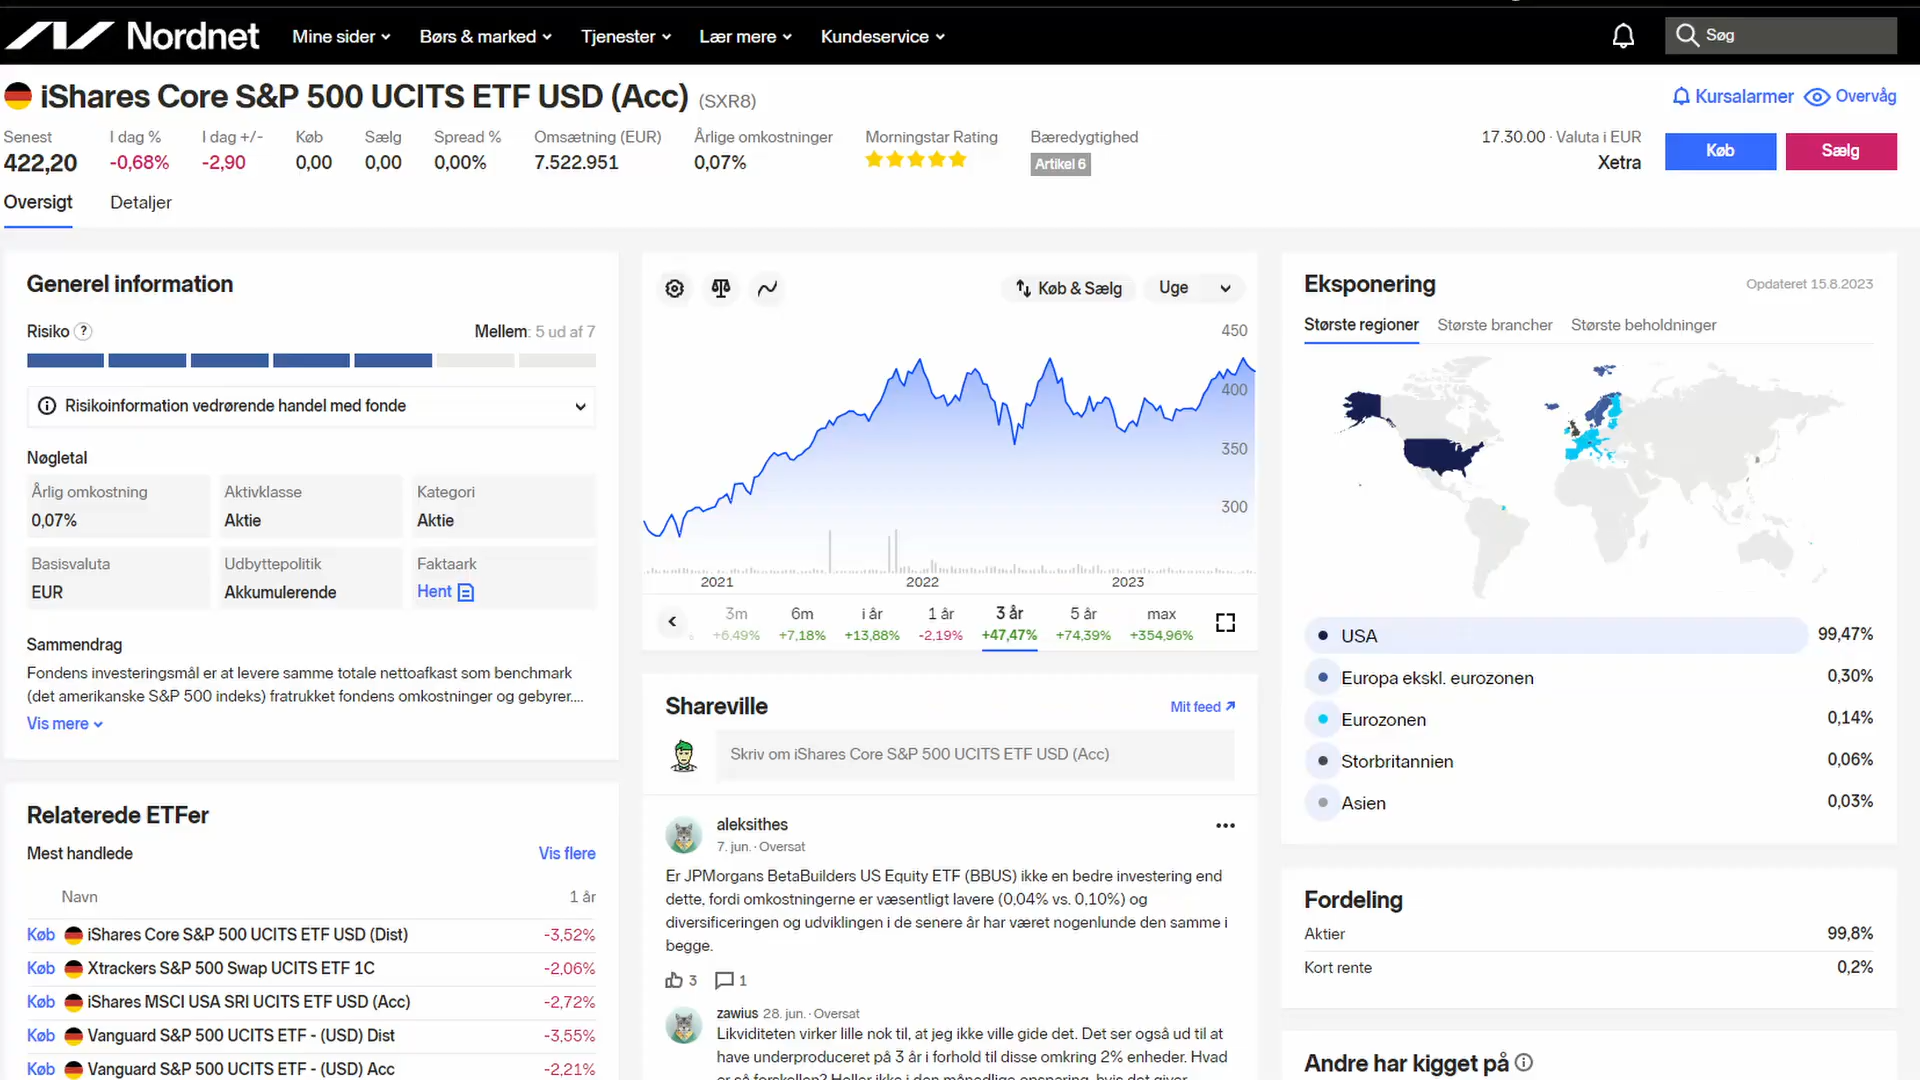 Nordnet
Mine sider
Børs & marked
Tjenester
Lær mere
Kundeservice
Søg
iShares Core S&P 500 UCITS ETF USD (Acc) (SXR8)
Kursalarmer
Overvåg
Senest
I dag %
I dag +/-
Køb
Sælg
Spread %
Omsætning (EUR)
Årlige omkostninger
Morningstar Rating
Bæredygtighed
17.30.00 · Valuta i EUR
422,20
-0,68%
-2,90
0,00
0,00
0,00%
7.522.951
0,07%
Artikel 6
Xetra
Køb
Sælg
Oversigt
Detaljer
Generel information
Risiko ?
Mellem: 5 ud af 7
Risikoinformation vedrørende handel med fonde
Nøgletal
Årlig omkostning
0,07%
Aktivklasse
Aktie
Kategori
Aktie
Basisvaluta
EUR
Udbyttepolitik
Akkumulerende
Faktaark
Hent
Sammendrag
Fondens investeringsmål er at levere samme totale nettoafkast som benchmark
(det amerikanske S&P 500 indeks) fratrukket fondens omkostninger og gebyrer....
Vis mere
Relaterede ETFer
Mest handlede
Vis flere
Navn
1 år
Køb iShares Core S&P 500 UCITS ETF USD (Dist) -3,52%
Køb Xtrackers S&P 500 Swap UCITS ETF 1C -2,06%
Køb iShares MSCI USA SRI UCITS ETF USD (Acc) -2,72%
Køb Vanguard S&P 500 UCITS ETF - (USD) Dist -3,55%
Køb Vanguard S&P 500 UCITS ETF - (USD) Acc -2,21%
Køb & Sælg
Uge
450
400
350
300
2021
2022
2023
3m
6m
i år
1 år
3 år
5 år
max
+6,49%
+7,18%
+13,88%
-2,19%
+47,47%
+74,39%
+354,96%
Shareville
Mit feed
Skriv om iShares Core S&P 500 UCITS ETF USD (Acc)
aleksithes
7. jun. · Oversat
Er JPMorgans BetaBuilders US Equity ETF (BBUS) ikke en bedre investering end
dette, fordi omkostningerne er væsentligt lavere (0,04% vs. 0,10%) og
diversificeringen og udviklingen i de senere år har været nogenlunde den samme i
begge.
3
1
zawius 28. jun. · Oversat
Likviditeten virker lille nok til, at jeg ikke ville gide det. Det ser også ud til at
have underproduceret på 3 år i forhold til disse omkring 2% enheder. Hvad
er så forskellen? Heller ikke i den månedlige opsparing, hvis det giver
Eksponering
Opdateret 15.8.2023
Største regioner
Største brancher
Største beholdninger
USA 99,47%
Europa ekskl. eurozonen 0,30%
Eurozonen 0,14%
Storbritannien 0,06%
Asien 0,03%
Fordeling
Aktier 99,8%
Kort rente 0,2%
Andre har kigget på